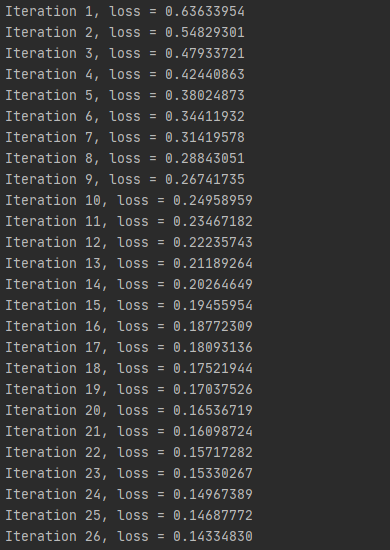 Iteration 1, loss = 0.63633954
Iteration 2, loss = 0.54829301
Iteration 3, loss = 0.47933721
Iteration 4, loss = 0.42440863
Iteration 5, loss = 0.38024873
Iteration 6, loss = 0.34411932
Iteration 7, loss = 0.31419578
Iteration 8, loss = 0.28843051
Iteration 9, loss = 0.26741735
Iteration 10, loss = 0.24958959
Iteration 11, loss = 0.23467182
Iteration 12, loss = 0.22235743
Iteration 13, loss = 0.21189264
Iteration 14, loss = 0.20264649
Iteration 15, loss = 0.19455954
Iteration 16, loss = 0.18772309
Iteration 17, loss = 0.18093136
Iteration 18, loss = 0.17521944
Iteration 19, loss = 0.17037526
Iteration 20, loss = 0.16536719
Iteration 21, loss = 0.16098724
Iteration 22, loss = 0.15717282
Iteration 23, loss = 0.15330267
Iteration 24, loss = 0.14967389
Iteration 25, loss = 0.14687772
Iteration 26, loss = 0.14334830